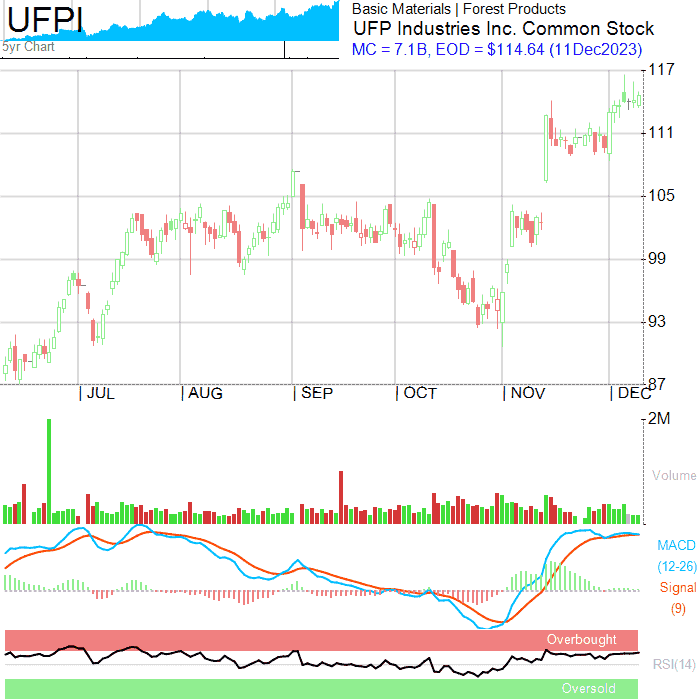 UFPI
5yr Chart
Basic Materials | Forest Products
UFP Industries Inc. Common Stock
MC = 7.1B, EOD = $114.64 (11Dec2023)
117
111
105
99
93
87
JUL AUG SEP OCT NOV DEC
2M
Volume
MACD
(12-26)
Signal
(9)
Overbought
RSI(14)
Oversold